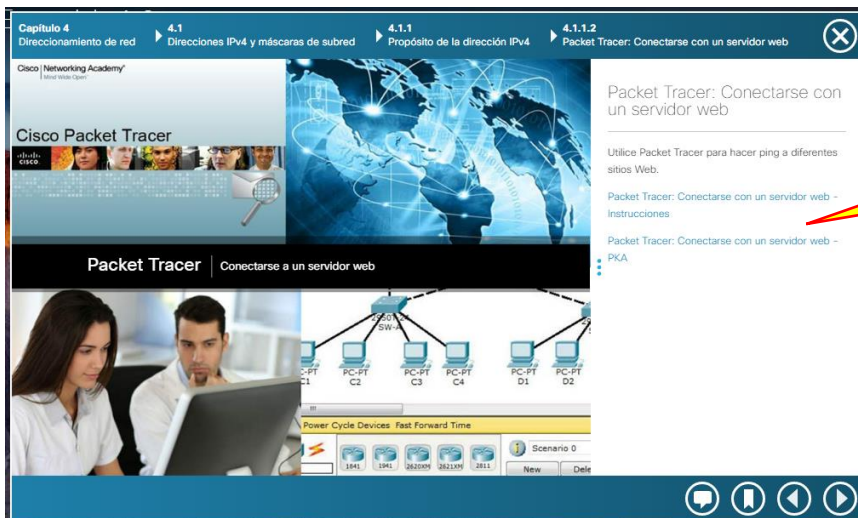 Capítulo 4
Direccionamiento de red
4.1
Direcciones IPv4 y máscaras de subred
4.1.1
Propósito de la dirección IPv4
4.1.1.2
Packet Tracer: Conectarse con un servidor web
Cisco Networking Academy®
Mind Wide Open™
Cisco Packet Tracer
CISCO
Packet Tracer: Conectarse con
un servidor web
Utilice Packet Tracer para hacer ping a diferentes
sitios Web.
Packet Tracer: Conectarse con un servidor web -
Instrucciones
Packet Tracer: Conectarse con un servidor web -
PKA
Packet Tracer Conectarse a un servidor web
SW-A
C-PT
C1
PC-PT
C2
PC-PT
C3
PC-PT
C4
PC-PT
D1
PC-PT
D2
Power Cycle Devices Fast Forward Time
1841
1941
2620XM
2621XM
2811
Scenario 0
New
Dele